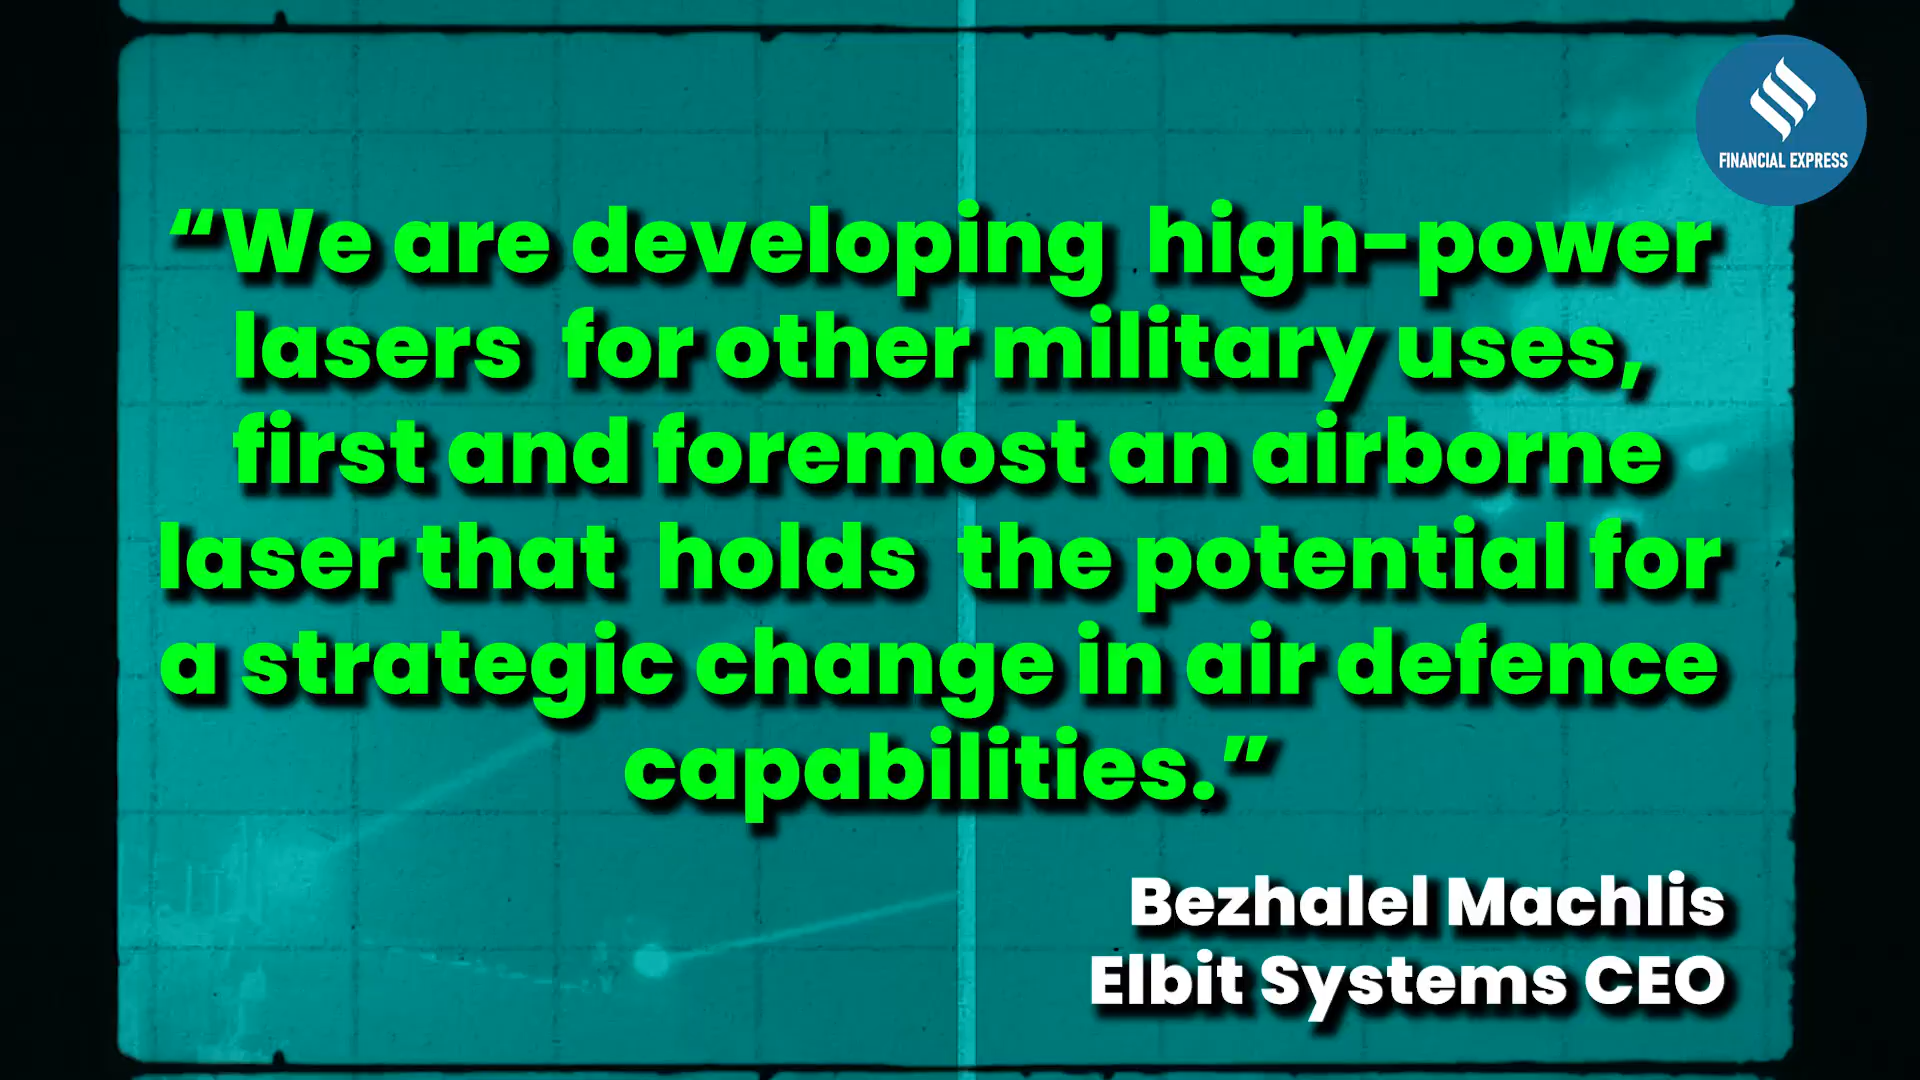 FINANCIAL EXPRESS
“We are developing high-power
lasers for other military uses,
first and foremost an airborne
laser that holds the potential for
a strategic change in air defence
capabilities.”
Bezhalel Machlis
Elbit Systems CEO